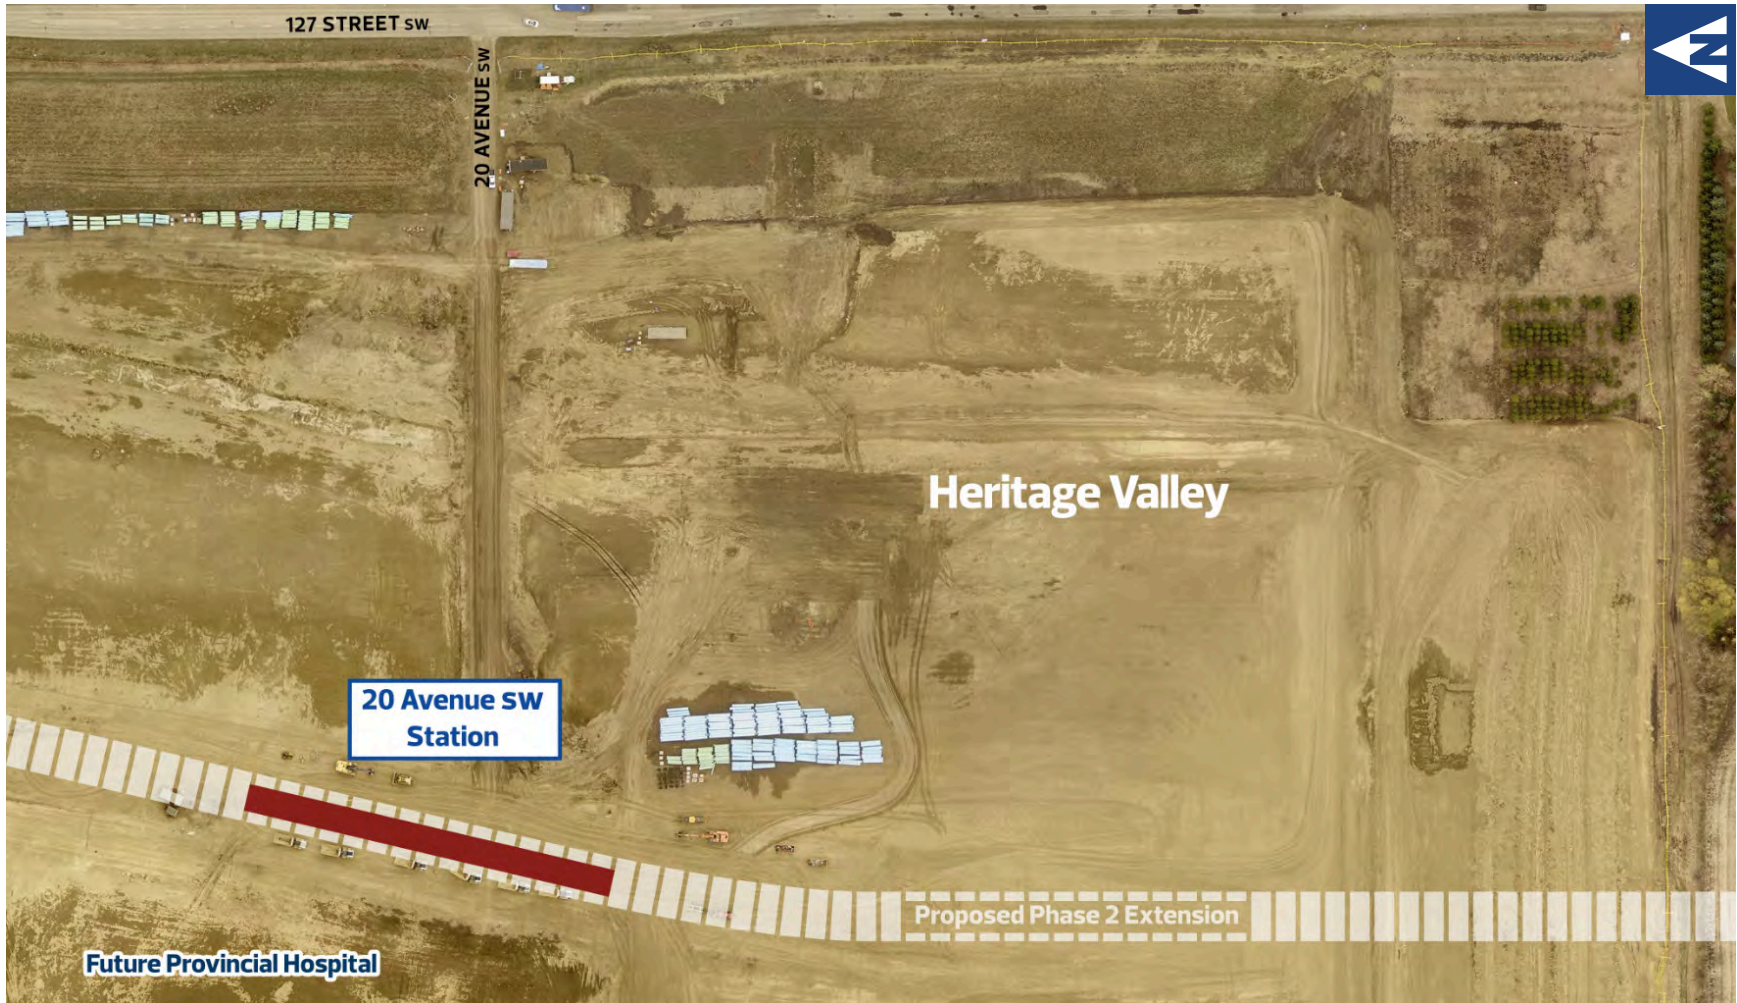 127 STREET SW
20 AVENUE SW
N
Heritage Valley
20 Avenue SW
Station
Proposed Phase 2 Extension
Future Provincial Hospital